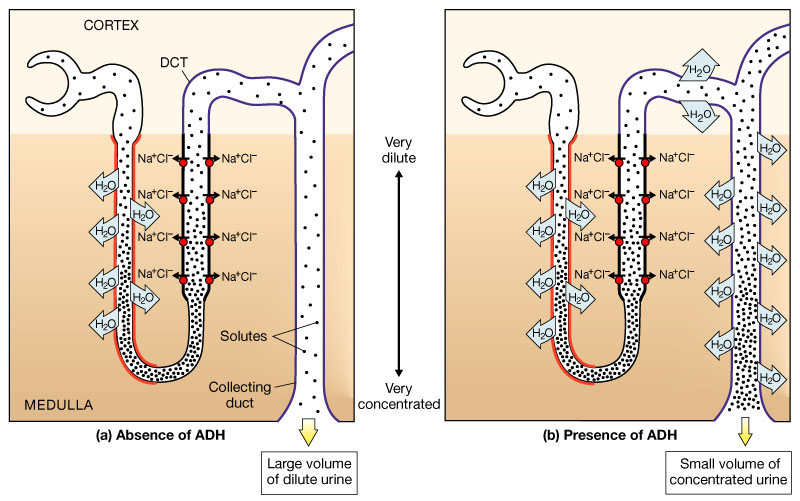 CORTEX
DCT
Na⁺Cl⁻ Na⁺Cl⁻
H₂O
H₂O
Na⁺Cl⁻ Na⁺Cl⁻
H₂O
Na⁺Cl⁻ Na⁺Cl⁻
H₂O
Na⁺Cl⁻ Na⁺Cl⁻
H₂O
H₂O
Solutes
Collecting
duct
MEDULLA
(a) Absence of ADH
Large volume
of dilute urine
Very
dilute
Very
concentrated
H₂O
H₂O
H₂O
Na⁺Cl⁻ Na⁺Cl⁻
H₂O
Na⁺Cl⁻ Na⁺Cl⁻
H₂O
H₂O
H₂O
H₂O
Na⁺Cl⁻ Na⁺Cl⁻
H₂O
H₂O
H₂O
Na⁺Cl⁻ Na⁺Cl⁻
H₂O
H₂O
H₂O
H₂O
H₂O
H₂O
H₂O
(b) Presence of ADH
Small volume of
concentrated urine